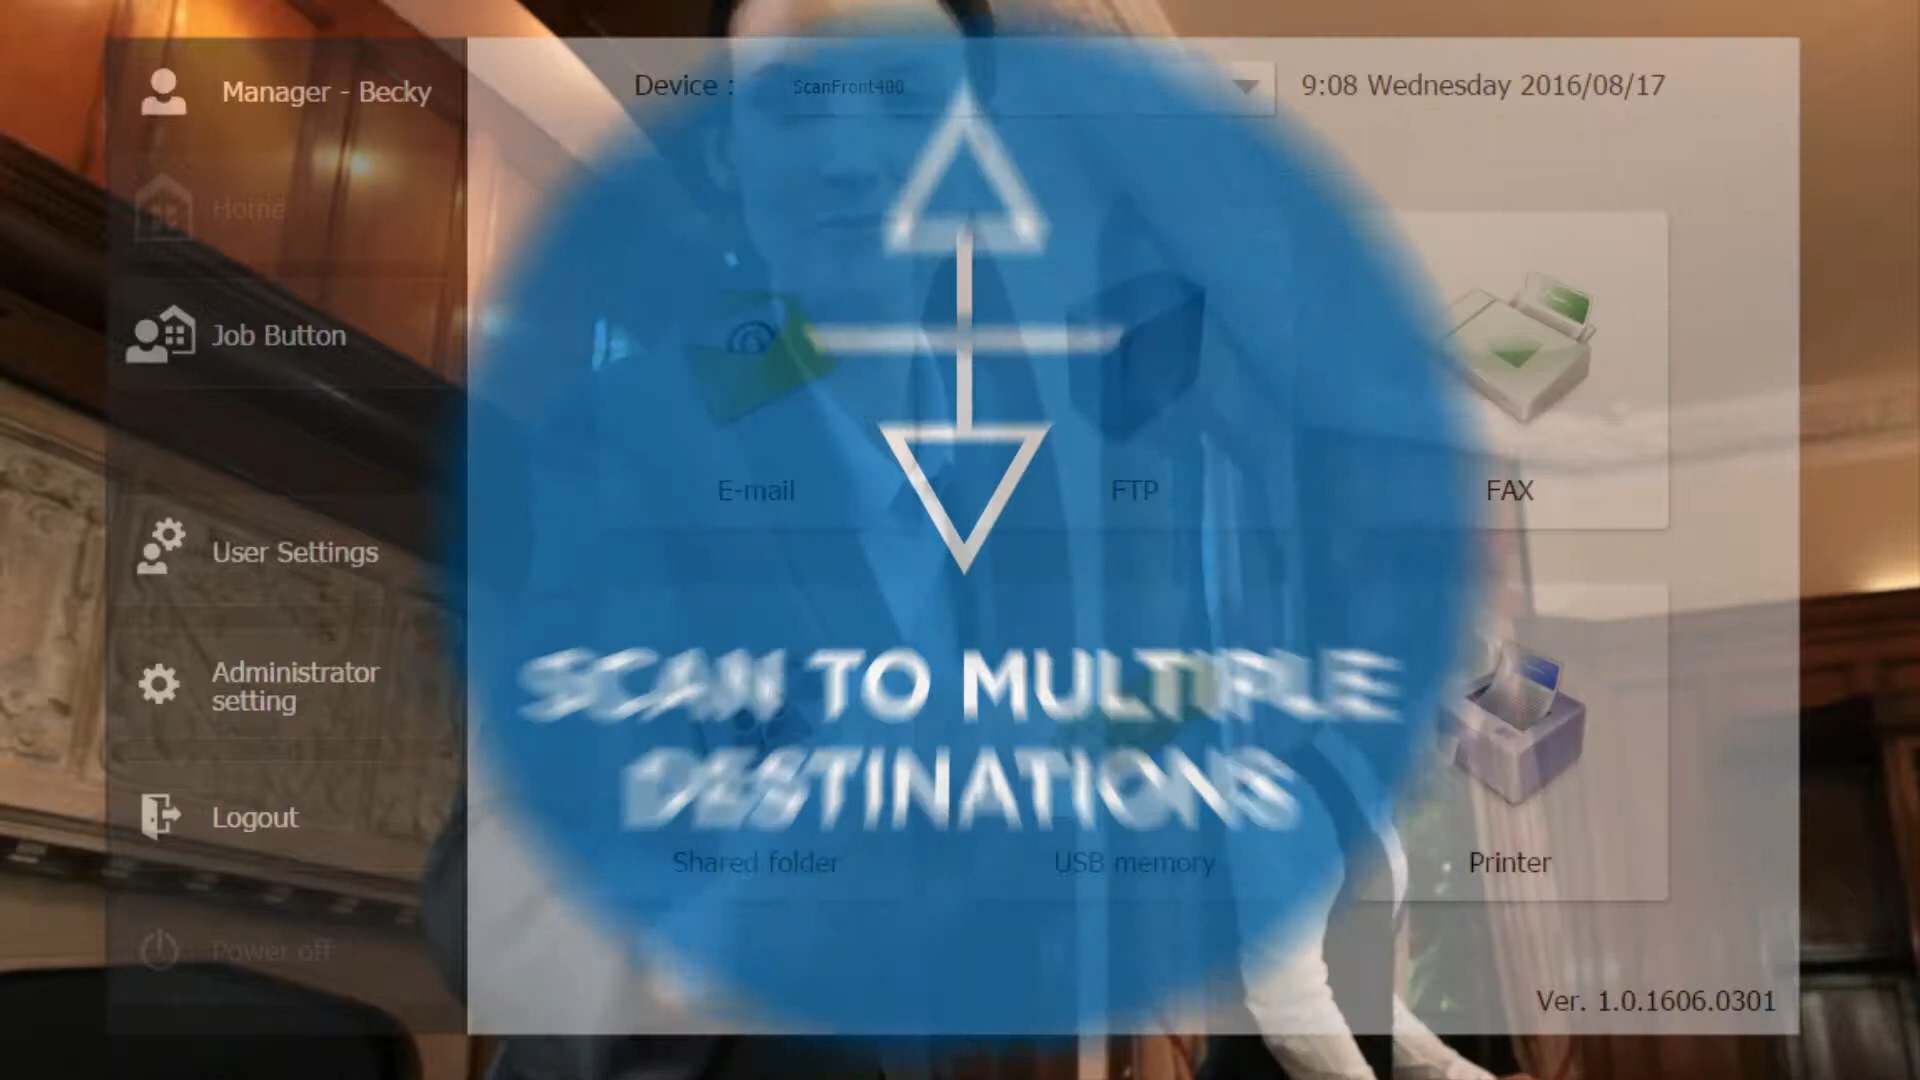 Manager - Becky
Device :
ScanFront400
9:08 Wednesday 2016/08/17
Home
Job Button
E-mail
FTP
FAX
User Settings
SCAN TO MULTIPLE
DESTINATIONS
Administrator
setting
Logout
Shared folder
USB memory
Printer
Power off
Ver. 1.0.1606.0301